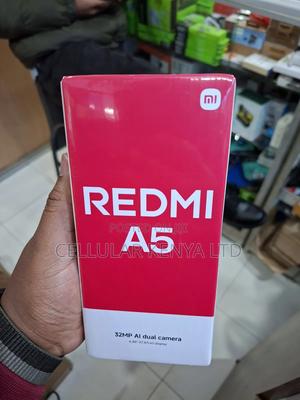 mi
REDMI
A5
CELLULAR KENYA LTD
32MP AI dual camera